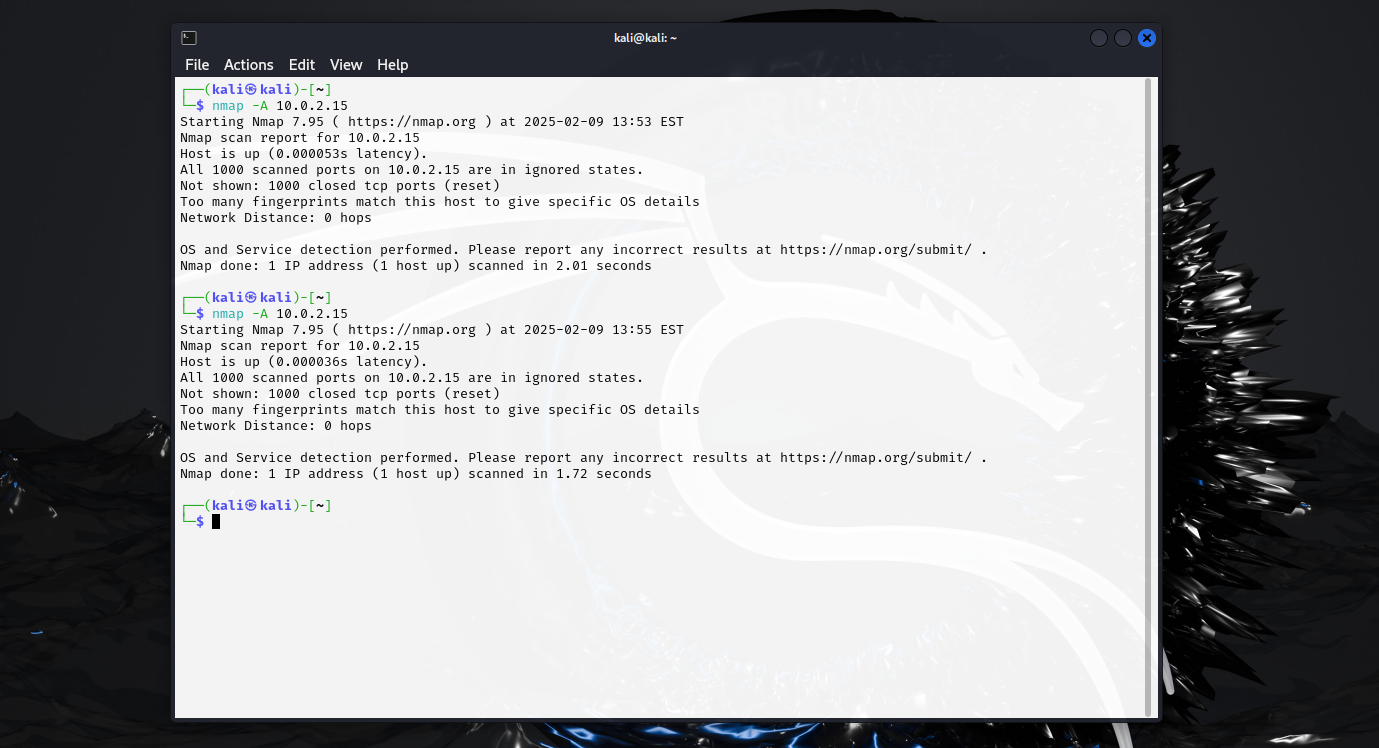 kali@kali: ~
File Actions Edit View Help
┌──(kali㉿kali)-[~]
└─$ nmap -A 10.0.2.15
Starting Nmap 7.95 ( https://nmap.org ) at 2025-02-09 13:53 EST
Nmap scan report for 10.0.2.15
Host is up (0.000053s latency).
All 1000 scanned ports on 10.0.2.15 are in ignored states.
Not shown: 1000 closed tcp ports (reset)
Too many fingerprints match this host to give specific OS details
Network Distance: 0 hops
OS and Service detection performed. Please report any incorrect results at https://nmap.org/submit/ .
Nmap done: 1 IP address (1 host up) scanned in 2.01 seconds
┌──(kali㉿kali)-[~]
└─$ nmap -A 10.0.2.15
Starting Nmap 7.95 ( https://nmap.org ) at 2025-02-09 13:55 EST
Nmap scan report for 10.0.2.15
Host is up (0.000036s latency).
All 1000 scanned ports on 10.0.2.15 are in ignored states.
Not shown: 1000 closed tcp ports (reset)
Too many fingerprints match this host to give specific OS details
Network Distance: 0 hops
OS and Service detection performed. Please report any incorrect results at https://nmap.org/submit/ .
Nmap done: 1 IP address (1 host up) scanned in 1.72 seconds
┌──(kali㉿kali)-[~]
└─$